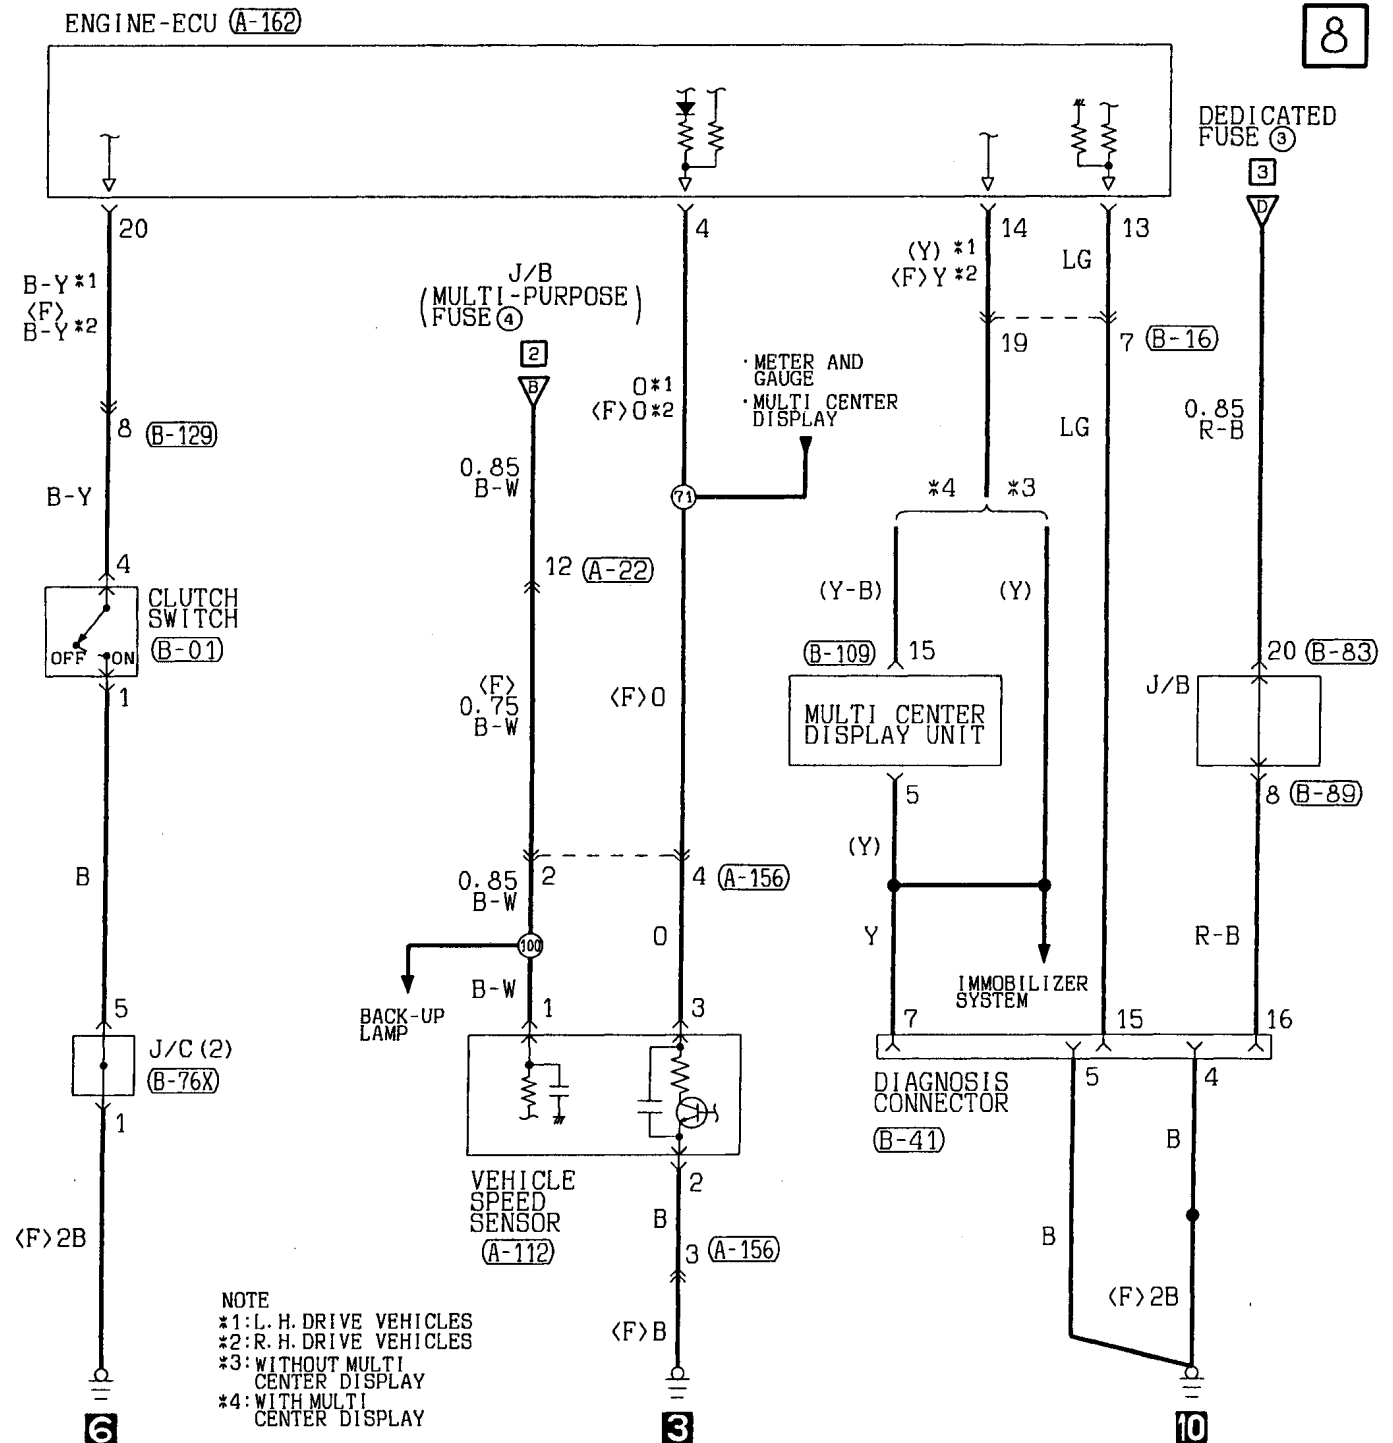 ENGINE-ECU (A-162)
8
DEDICATED
FUSE ③
3
D
20
4
14
13
B-Y*1
<F>
B-Y*2
J/B
(MULTI-PURPOSE
FUSE④)
2
B
(Y) *1
<F>Y*2
LG
19
7 (B-16)
O*1
<F>O*2
·METER AND
GAUGE
·MULTI CENTER
DISPLAY
8 (B-129)
0.85
B-W
LG
0.85
R-B
B-Y
71
*4
*3
4
12 (A-22)
CLUTCH
SWITCH
(B-01)
OFF
ON
(Y-B)
(Y)
(B-109) 15
20 (B-83)
1
<F>
0.75
B-W
<F>O
MULTI CENTER
DISPLAY UNIT
J/B
5
8 (B-89)
(Y)
B
0.85
B-W
2
4 (A-156)
100
O
Y
R-B
B-W
BACK-UP
LAMP
IMMOBILIZER
SYSTEM
5
1
3
7
15
16
J/C(2)
(B-76X)
DIAGNOSIS
CONNECTOR
(B-41)
5
4
1
B
VEHICLE
SPEED
SENSOR
(A-112)
2
B
3 (A-156)
<F>2B
B
<F>2B
<F>B
NOTE
*1:L.H.DRIVE VEHICLES
*2:R.H.DRIVE VEHICLES
*3:WITHOUT MULTI
CENTER DISPLAY
*4:WITH MULTI
CENTER DISPLAY
6
3
10